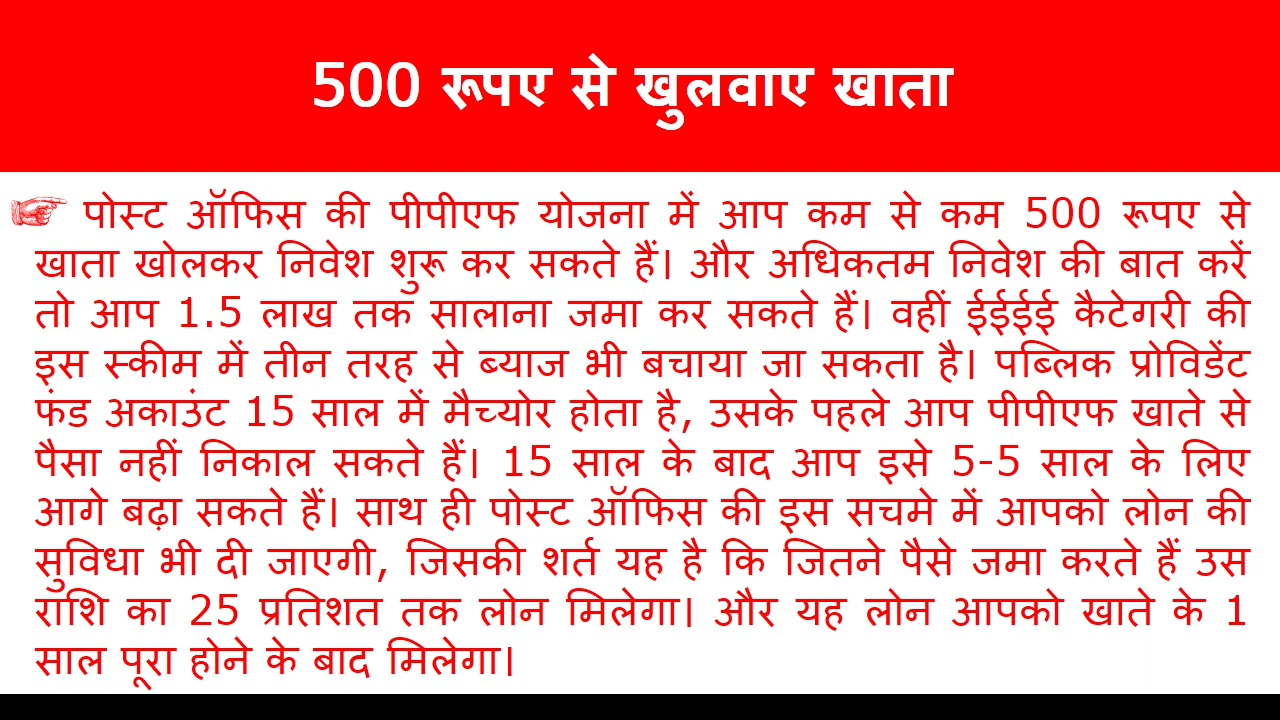 500 रूपए से खुलवाए खाता
☞ पोस्ट ऑफिस की पीपीएफ योजना में आप कम से कम 500 रूपए से
खाता खोलकर निवेश शुरू कर सकते हैं। और अधिकतम निवेश की बात करें
तो आप 1.5 लाख तक सालाना जमा कर सकते हैं। वहीं ईईईई कैटेगरी की
इस स्कीम में तीन तरह से ब्याज भी बचाया जा सकता है। पब्लिक प्रोविडेंट
फंड अकाउंट 15 साल में मैच्योर होता है, उसके पहले आप पीपीएफ खाते से
पैसा नहीं निकाल सकते हैं। 15 साल के बाद आप इसे 5-5 साल के लिए
आगे बढ़ा सकते हैं। साथ ही पोस्ट ऑफिस की इस सचमे में आपको लोन की
सुविधा भी दी जाएगी, जिसकी शर्त यह है कि जितने पैसे जमा करते हैं उस
राशि का 25 प्रतिशत तक लोन मिलेगा। और यह लोन आपको खाते के 1
साल पूरा होने के बाद मिलेगा।